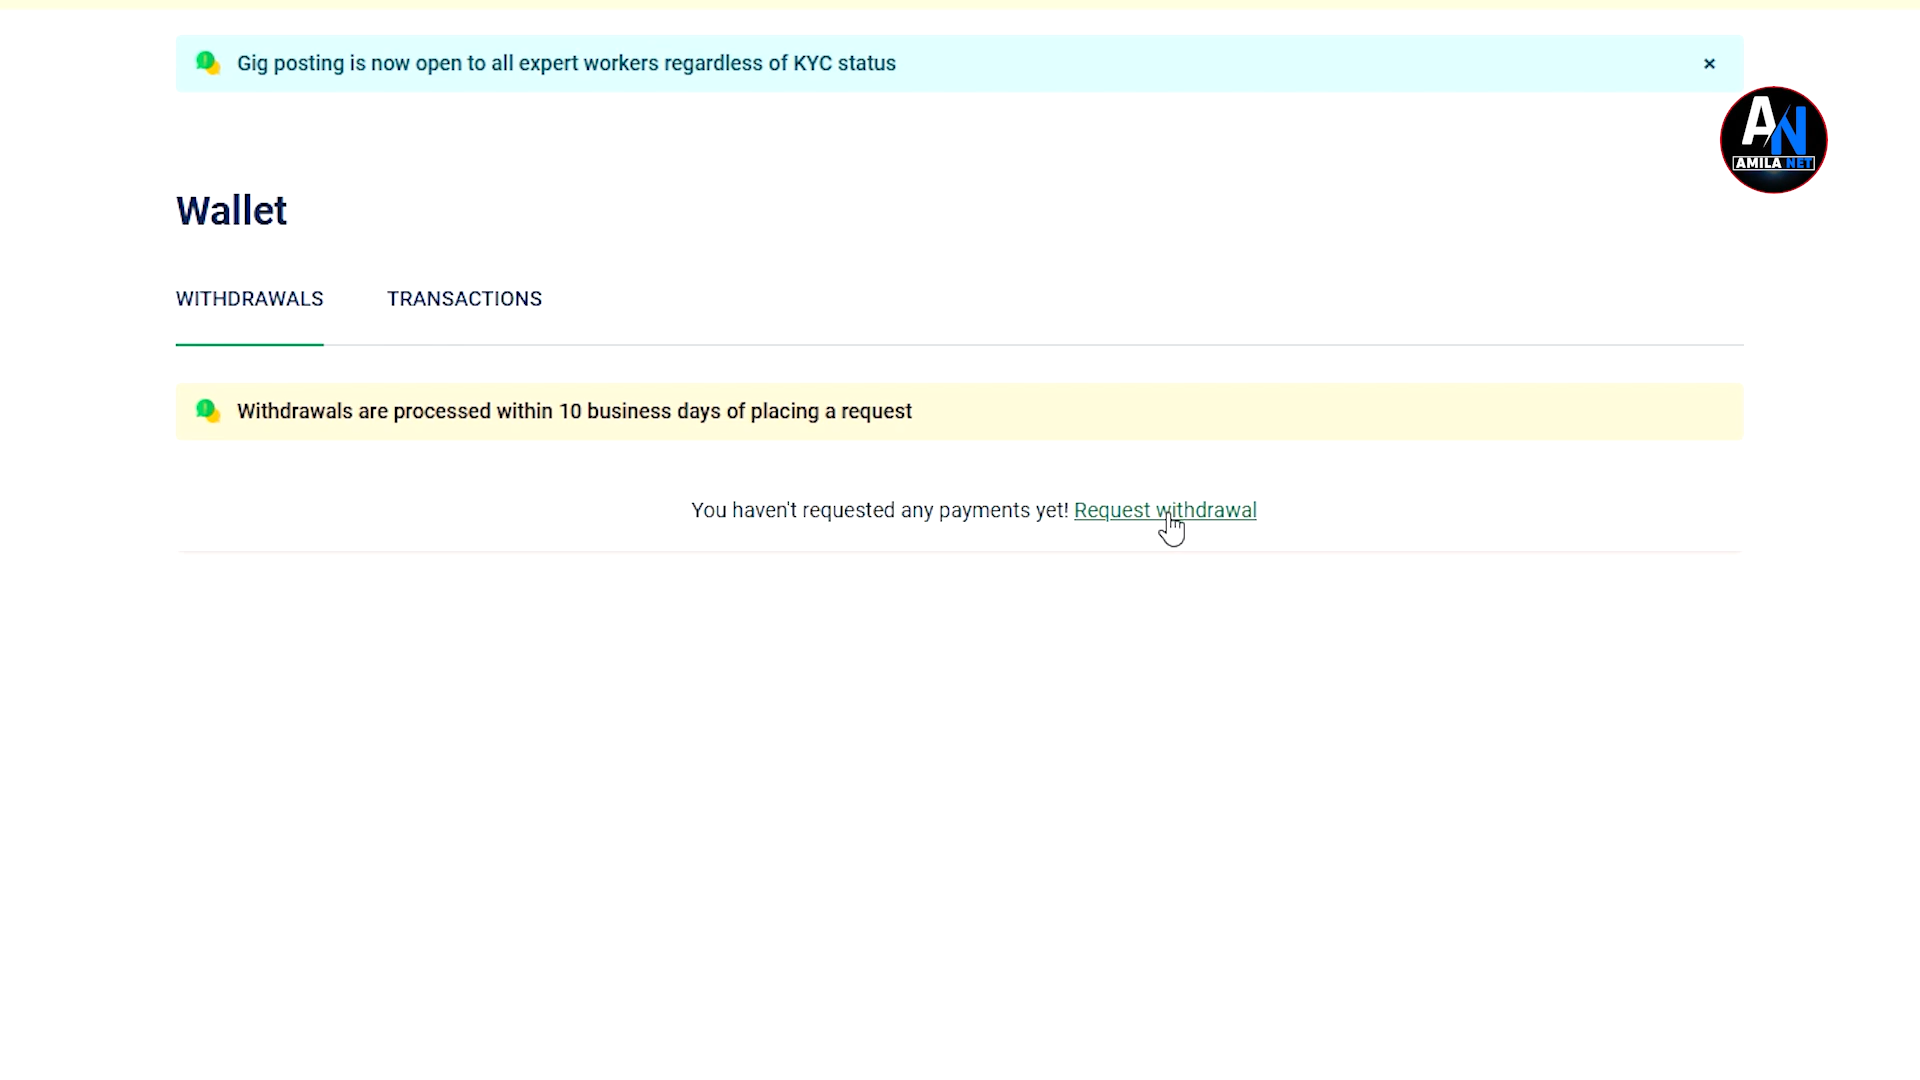 Gig posting is now open to all expert workers regardless of KYC status
×
AN
AMILA NET
Wallet
WITHDRAWALS
TRANSACTIONS
Withdrawals are processed within 10 business days of placing a request
You haven't requested any payments yet! Request withdrawal